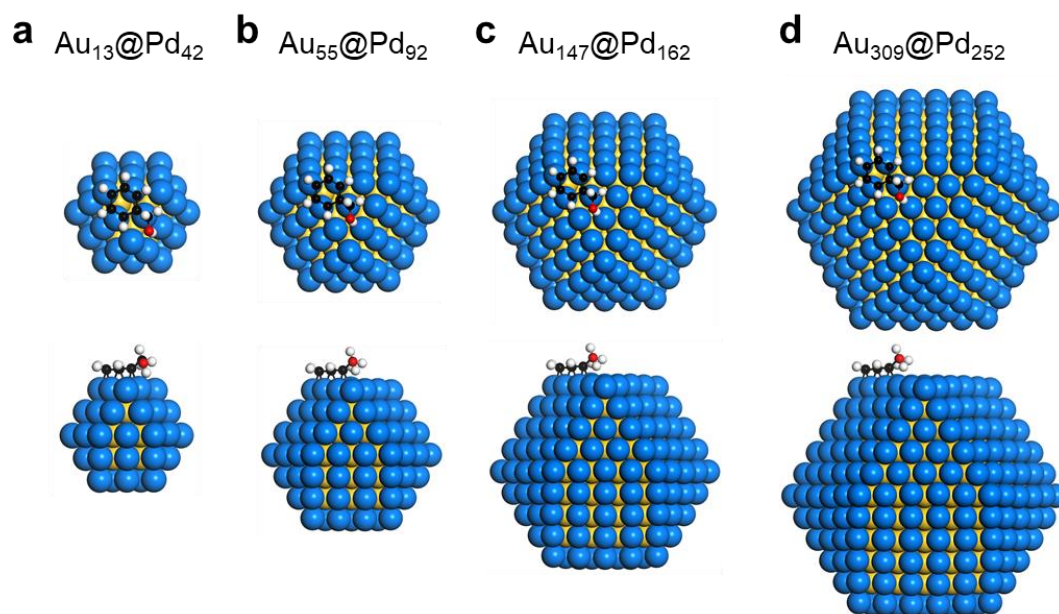 a Au₁₃@Pd₄₂
b Au₅₅@Pd₉₂
c Au₁₄₇@Pd₁₆₂
d Au₃₀₉@Pd₂₅₂